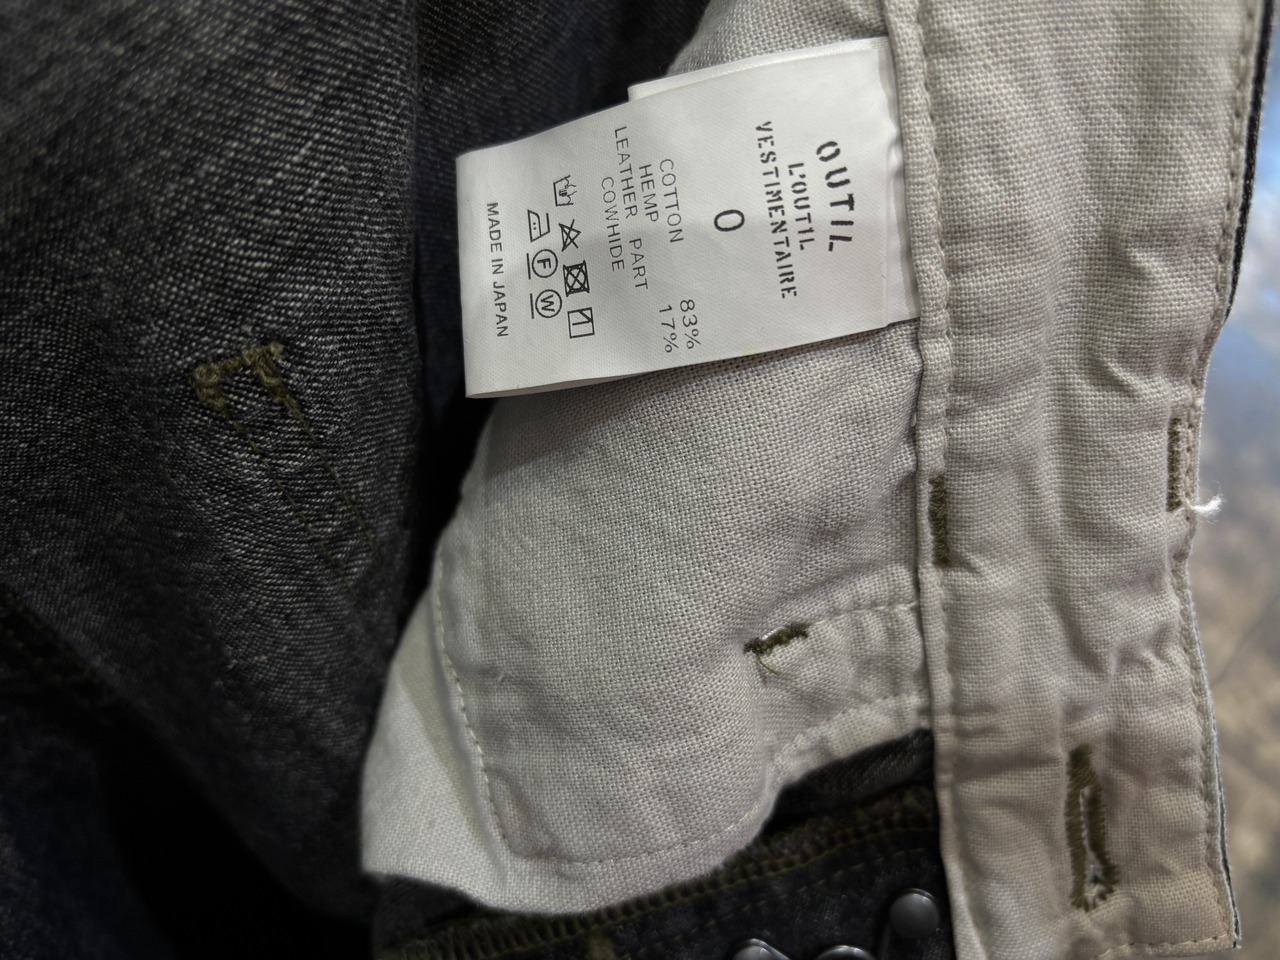 OUTIL
L'OUTIL
VESTIMENTAIRE
0
COTTON 83%
HEMP 17%
LEATHER PART
COWHIDE
F W
MADE IN JAPAN